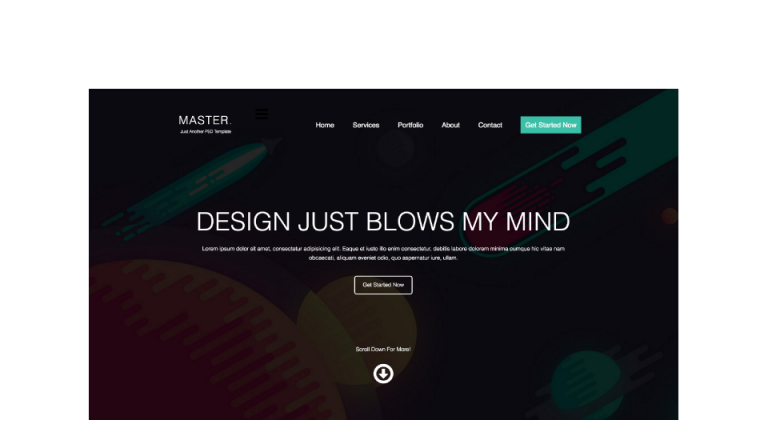 MASTER.
Just Another PSD Template
Home Services Portfolio About Contact Get Started Now
DESIGN JUST BLOWS MY MIND
Lorem ipsum dolor sit amet, consectetur adipisicing elit. Eaque et iusto illo enim consectetur, debitis labore dolorem minima cumque hic vitae nam
obcaecati, aliquam eveniet odio, quo aspernatur iure, ullam.
Get Started Now
Scroll Down For More!